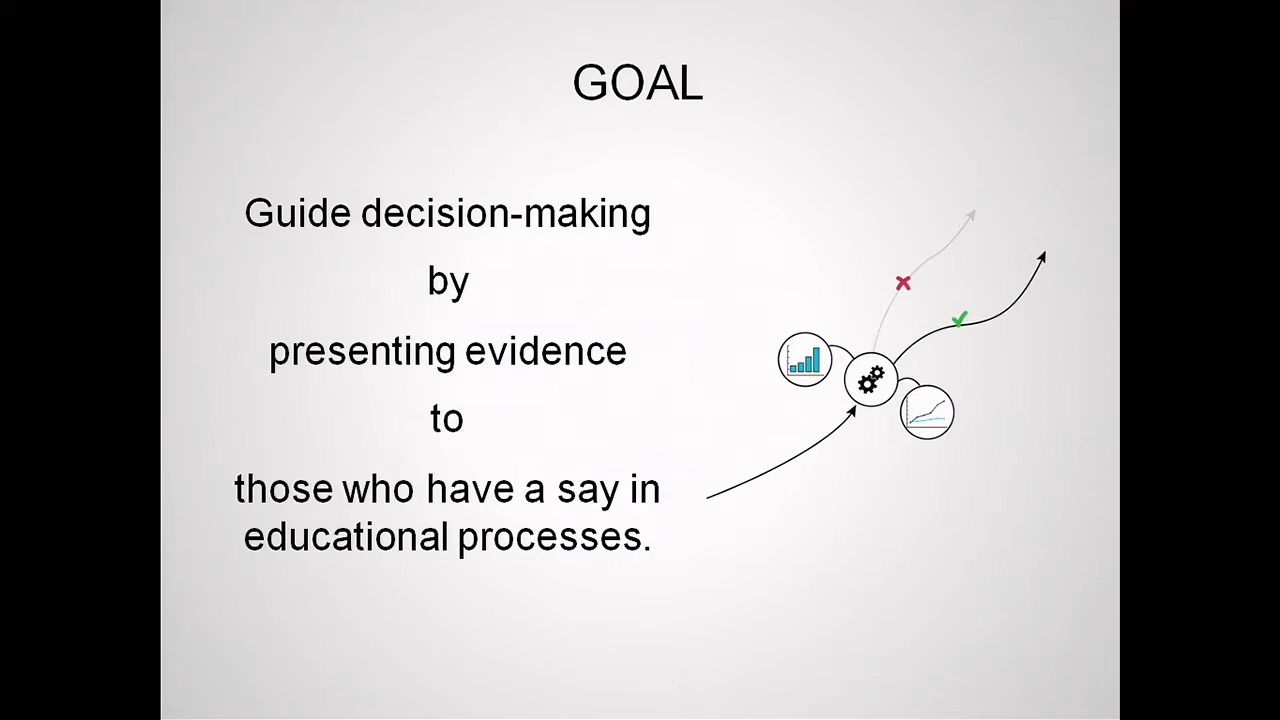 GOAL
Guide decision-making
by
presenting evidence
to
those who have a say in
educational processes.